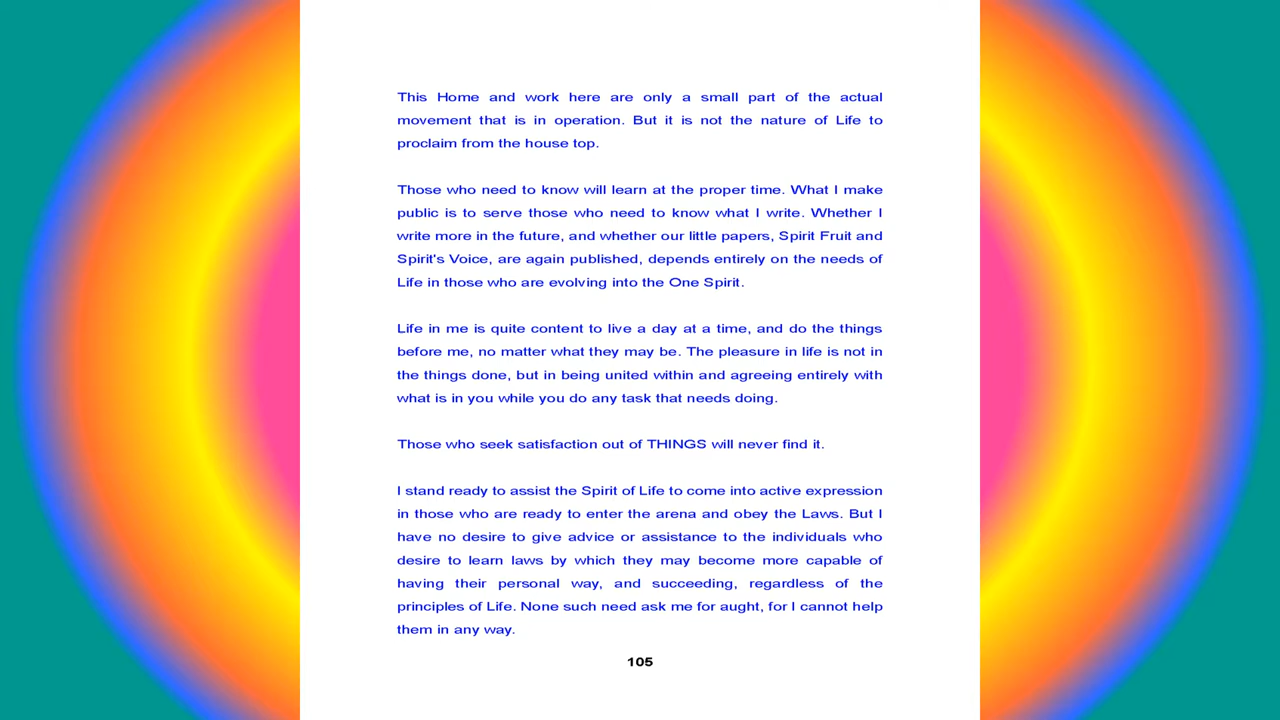 This Home and work here are only a small part of the actual
movement that is in operation. But it is not the nature of Life to
proclaim from the house top.
Those who need to know will learn at the proper time. What I make
public is to serve those who need to know what I write. Whether I
write more in the future, and whether our little papers, Spirit Fruit and
Spirit's Voice, are again published, depends entirely on the needs of
Life in those who are evolving into the One Spirit.
Life in me is quite content to live a day at a time, and do the things
before me, no matter what they may be. The pleasure in life is not in
the things done, but in being united within and agreeing entirely with
what is in you while you do any task that needs doing.
Those who seek satisfaction out of THINGS will never find it.
I stand ready to assist the Spirit of Life to come into active expression
in those who are ready to enter the arena and obey the Laws. But I
have no desire to give advice or assistance to the individuals who
desire to learn laws by which they may become more capable of
having their personal way, and succeeding, regardless of the
principles of Life. None such need ask me for aught, for I cannot help
them in any way.
105